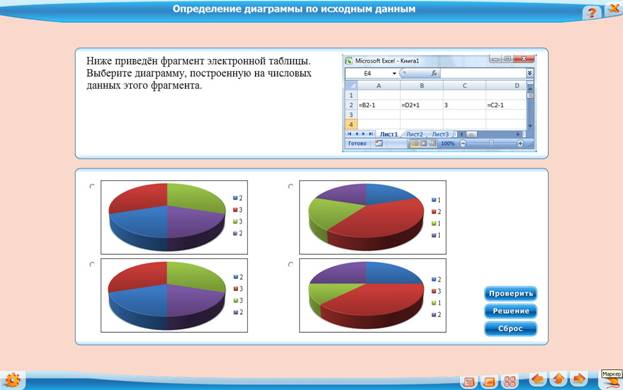 Определение диаграммы по исходным данным
?
X
Ниже приведён фрагмент электронной таблицы.
Выберите диаграмму, построенную на числовых
данных этого фрагмента.
Microsoft Excel - Книга1
E4 fx
A B C D
1
2 =B2-1 =D2+1 3 =C2-1
3
4
Лист1 Лист2 Лист3
Готово 100%
2
3
3
2
1
2
1
1
2
3
3
2
2
3
1
2
Проверить
Решение
Сброс
Маркер